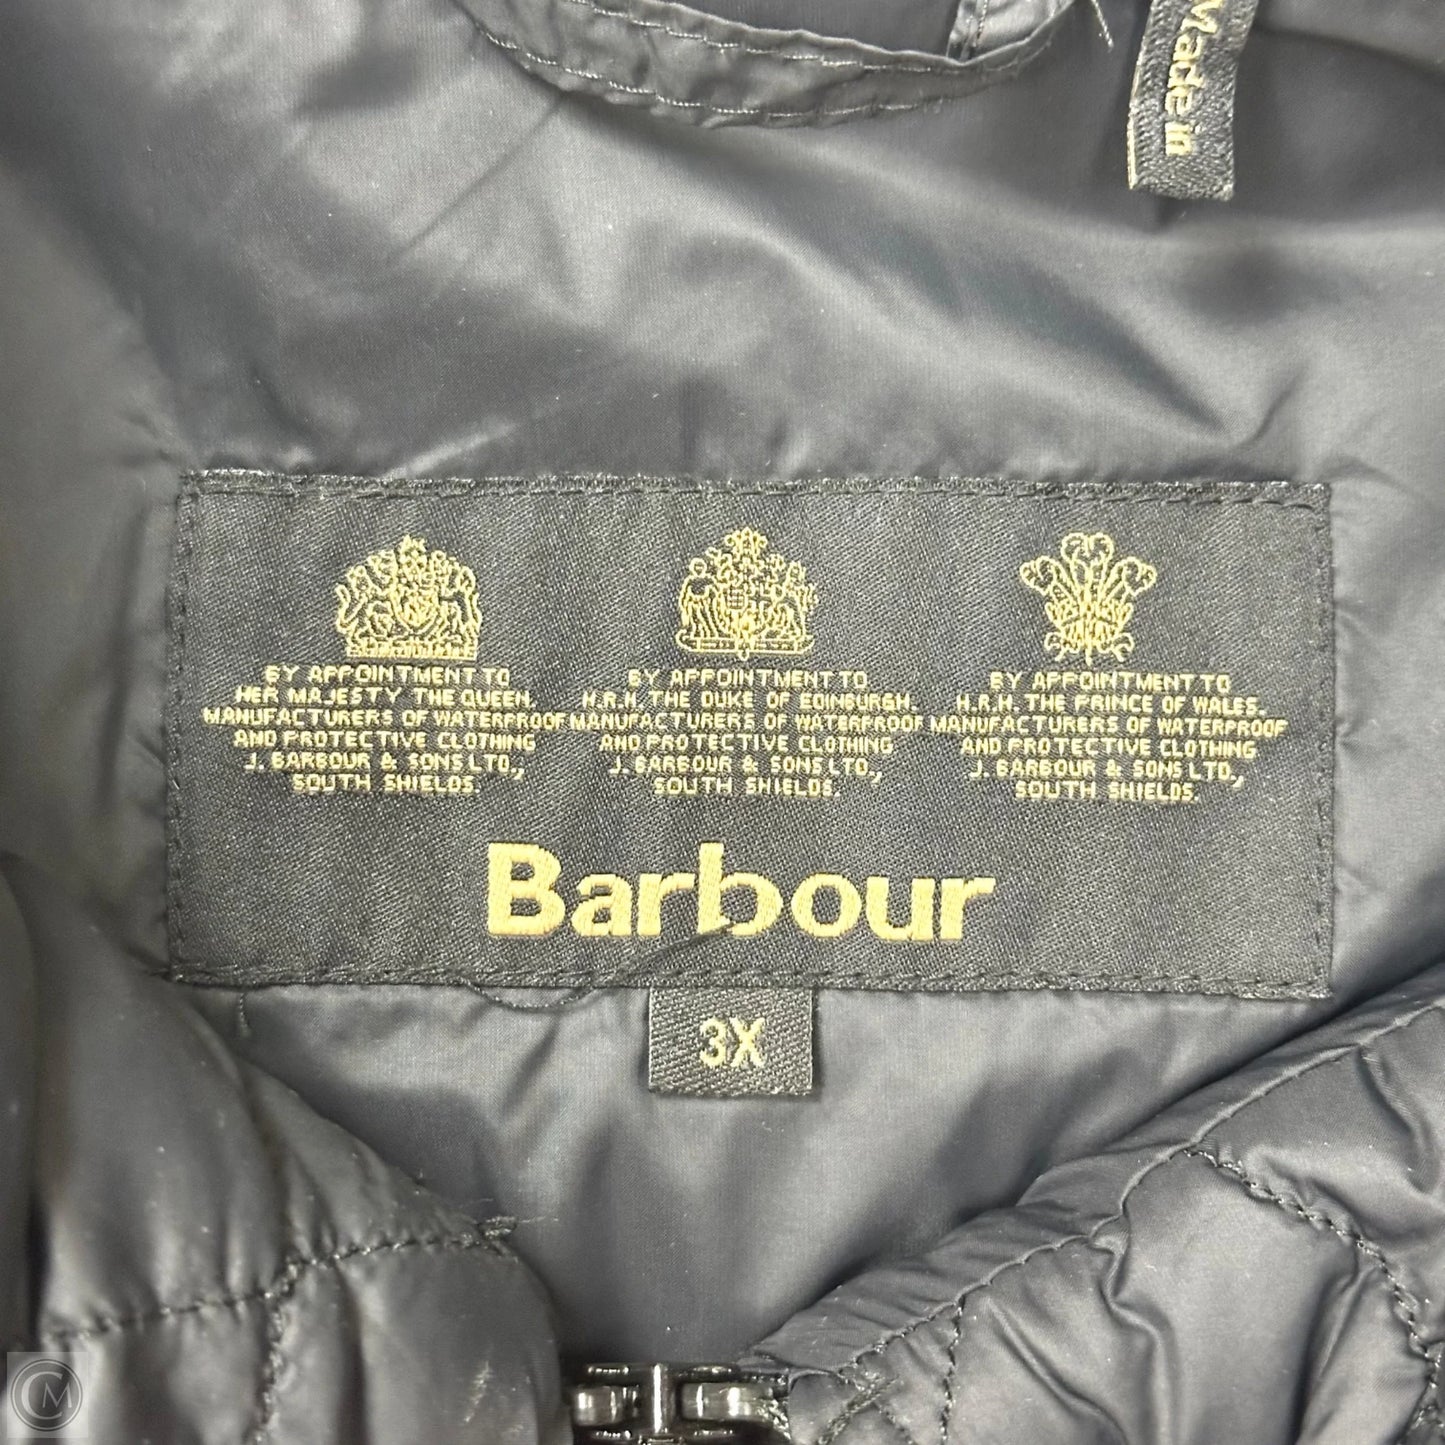 Made in
BY APPOINTMENT TO
HER MAJESTY THE QUEEN,
MANUFACTURERS OF WATERPROOF
AND PROTECTIVE CLOTHING
J. BARBOUR & SONS LTD.,
SOUTH SHIELDS.
BY APPOINTMENT TO
H.R.H. THE DUKE OF EDINBURGH.
MANUFACTURERS OF WATERPROOF
AND PROTECTIVE CLOTHING
J. BARBOUR & SONS LTD.,
SOUTH SHIELDS.
BY APPOINTMENT TO
H.R.H. THE PRINCE OF WALES.
MANUFACTURERS OF WATERPROOF
AND PROTECTIVE CLOTHING
J. BARBOUR & SONS LTD.,
SOUTH SHIELDS.
Barbour
3X
CM